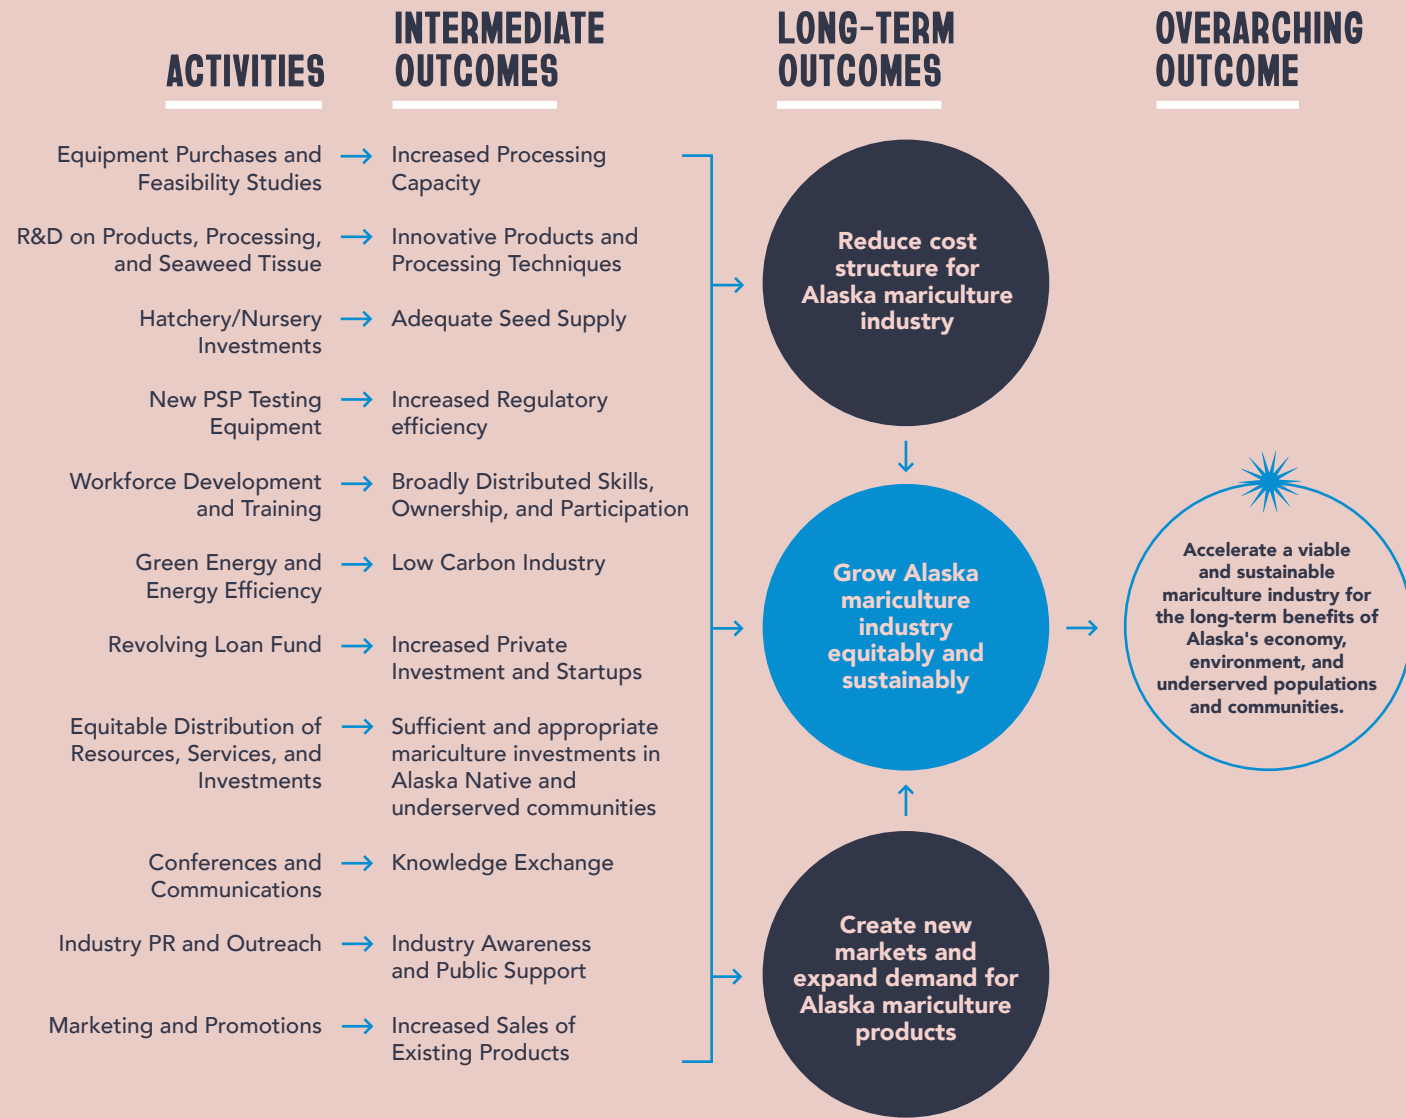 ACTIVITIES
INTERMEDIATE
OUTCOMES
LONG-TERM
OUTCOMES
OVERARCHING
OUTCOME
Equipment Purchases and
Feasibility Studies
Increased Processing
Capacity
R&D on Products, Processing,
and Seaweed Tissue
Innovative Products and
Processing Techniques
Hatchery/Nursery
Investments
Adequate Seed Supply
New PSP Testing
Equipment
Increased Regulatory
efficiency
Workforce Development
and Training
Broadly Distributed Skills,
Ownership, and Participation
Green Energy and
Energy Efficiency
Low Carbon Industry
Revolving Loan Fund
Increased Private
Investment and Startups
Equitable Distribution of
Resources, Services, and
Investments
Sufficient and appropriate
mariculture investments in
Alaska Native and
underserved communities
Conferences and
Communications
Knowledge Exchange
Industry PR and Outreach
Industry Awareness
and Public Support
Marketing and Promotions
Increased Sales of
Existing Products
Reduce cost
structure for
Alaska mariculture
industry
Grow Alaska
mariculture
industry
equitably and
sustainably
Create new
markets and
expand demand for
Alaska mariculture
products
Accelerate a viable
and sustainable
mariculture industry for
the long-term benefits of
Alaska's economy,
environment, and
underserved populations
and communities.